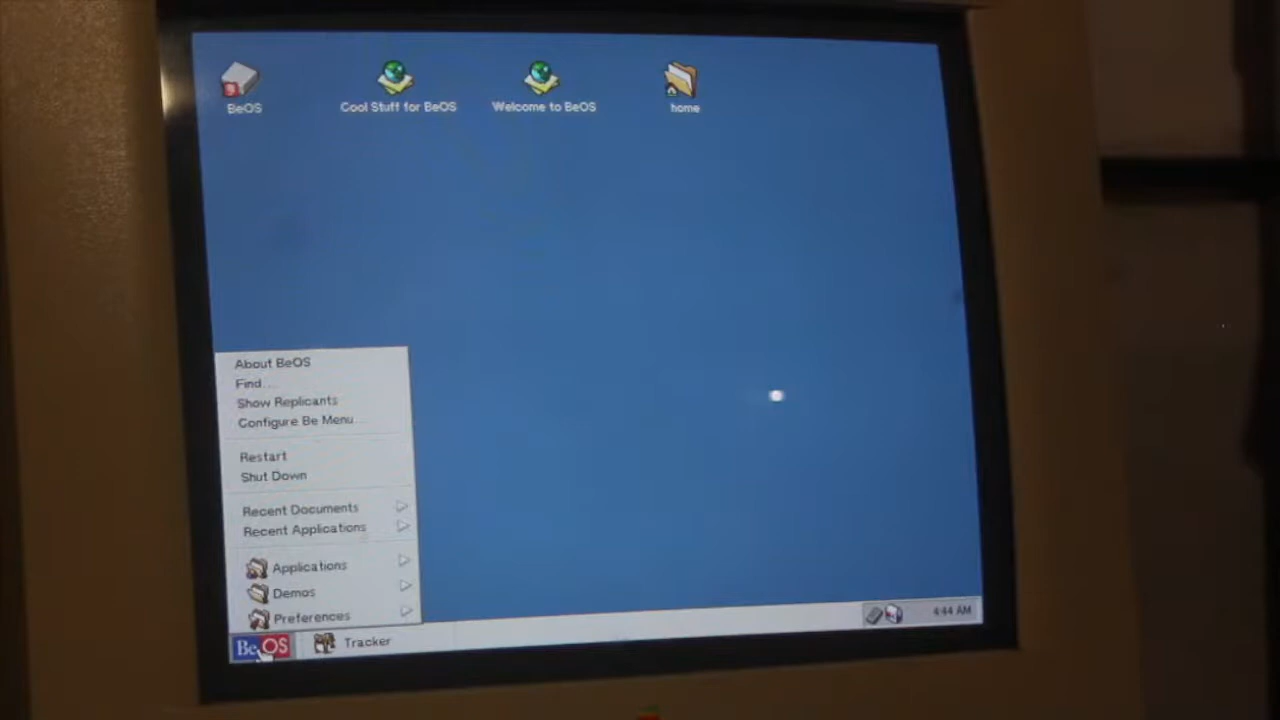 BeOS
Cool Stuff for BeOS
Welcome to BeOS
home
About BeOS
Find...
Show Replicants
Configure Be Menu...
Restart
Shut Down
Recent Documents
Recent Applications
Applications
Demos
Preferences
BeOS
Tracker
4:44 AM